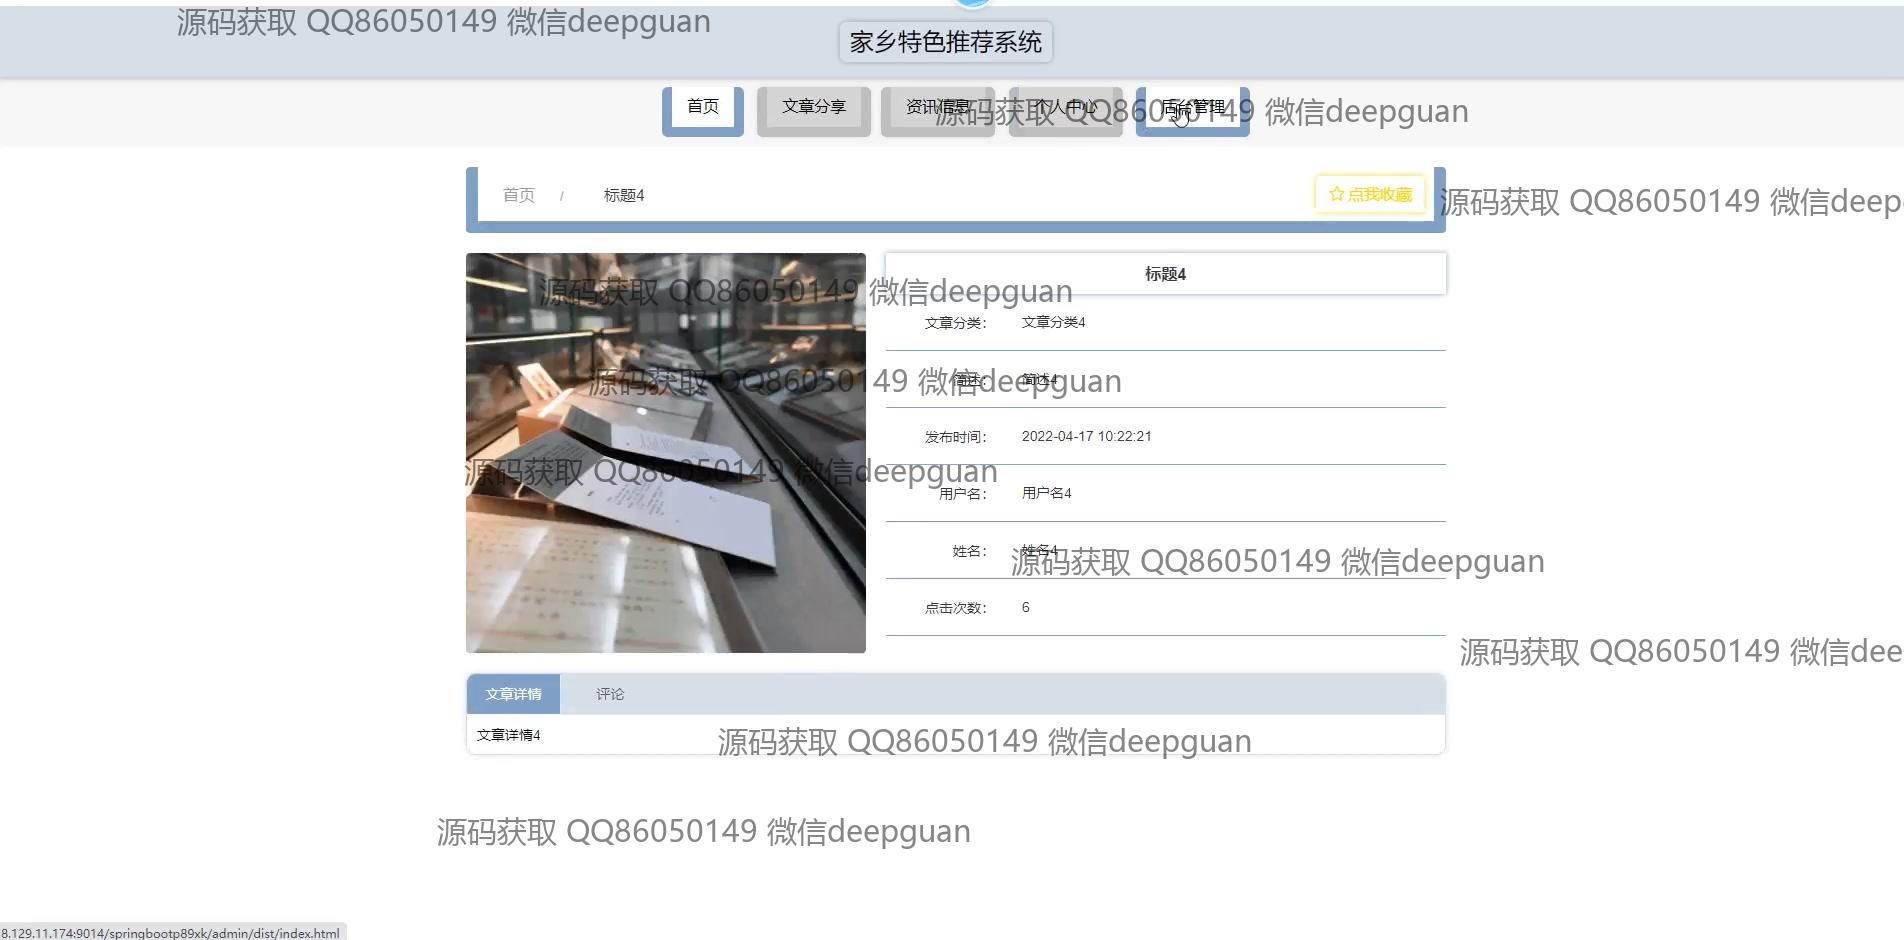 源码获取 QQ86050149 微信deepguan
家乡特色推荐系统
首页 文章分享 资讯信息 个人中心 后台管理
源码获取 QQ86050149 微信deepguan
首页 / 标题4 点我收藏
源码获取 QQ86050149 微信deep
标题4
源码获取 QQ86050149 微信deepguan
文章分类: 文章分类4
简述: 简述4
源码获取 QQ86050149 微信deepguan
发布时间: 2022-04-17 10:22:21
源码获取 QQ86050149 微信deepguan
用户名: 用户名4
姓名: 姓名4
源码获取 QQ86050149 微信deepguan
点击次数: 6
源码获取 QQ86050149 微信dee
文章详情 评论
文章详情4
源码获取 QQ86050149 微信deepguan
源码获取 QQ86050149 微信deepguan
8.129.11.174:9014/springbootp89xk/admin/dist/index.html